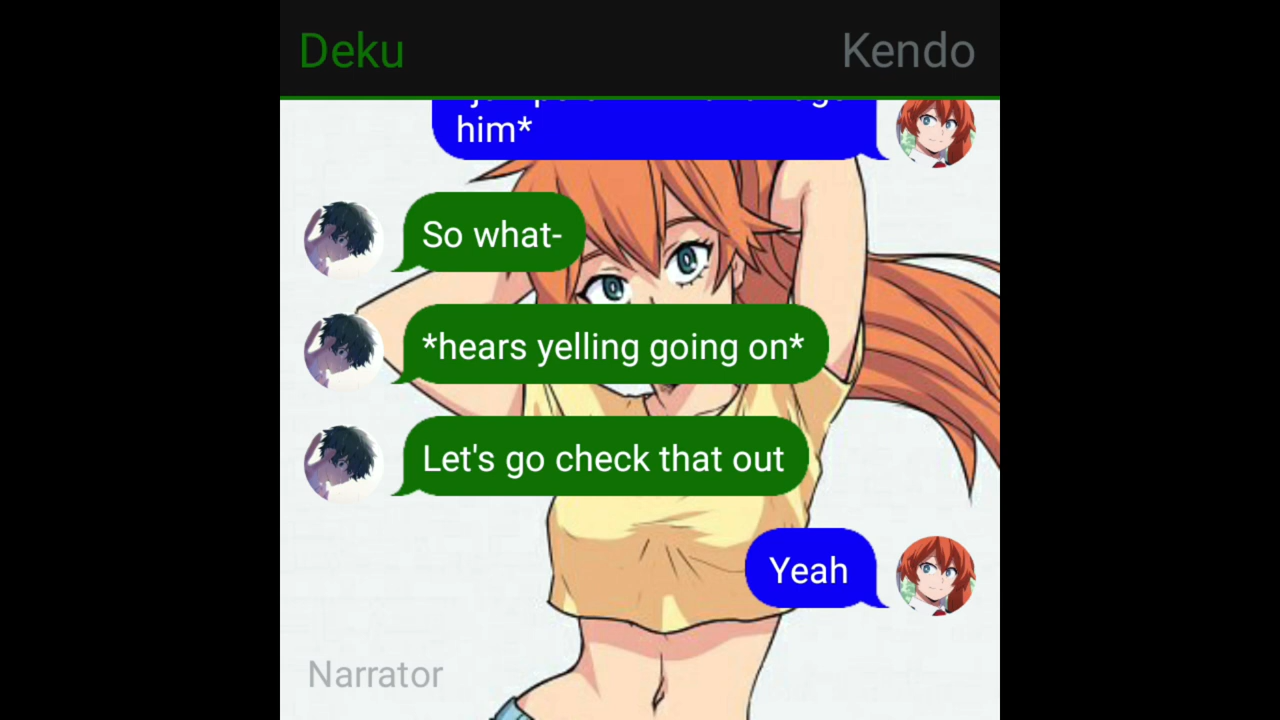 Deku
Kendo
him*
So what-
*hears yelling going on*
Let's go check that out
Yeah
Narrator